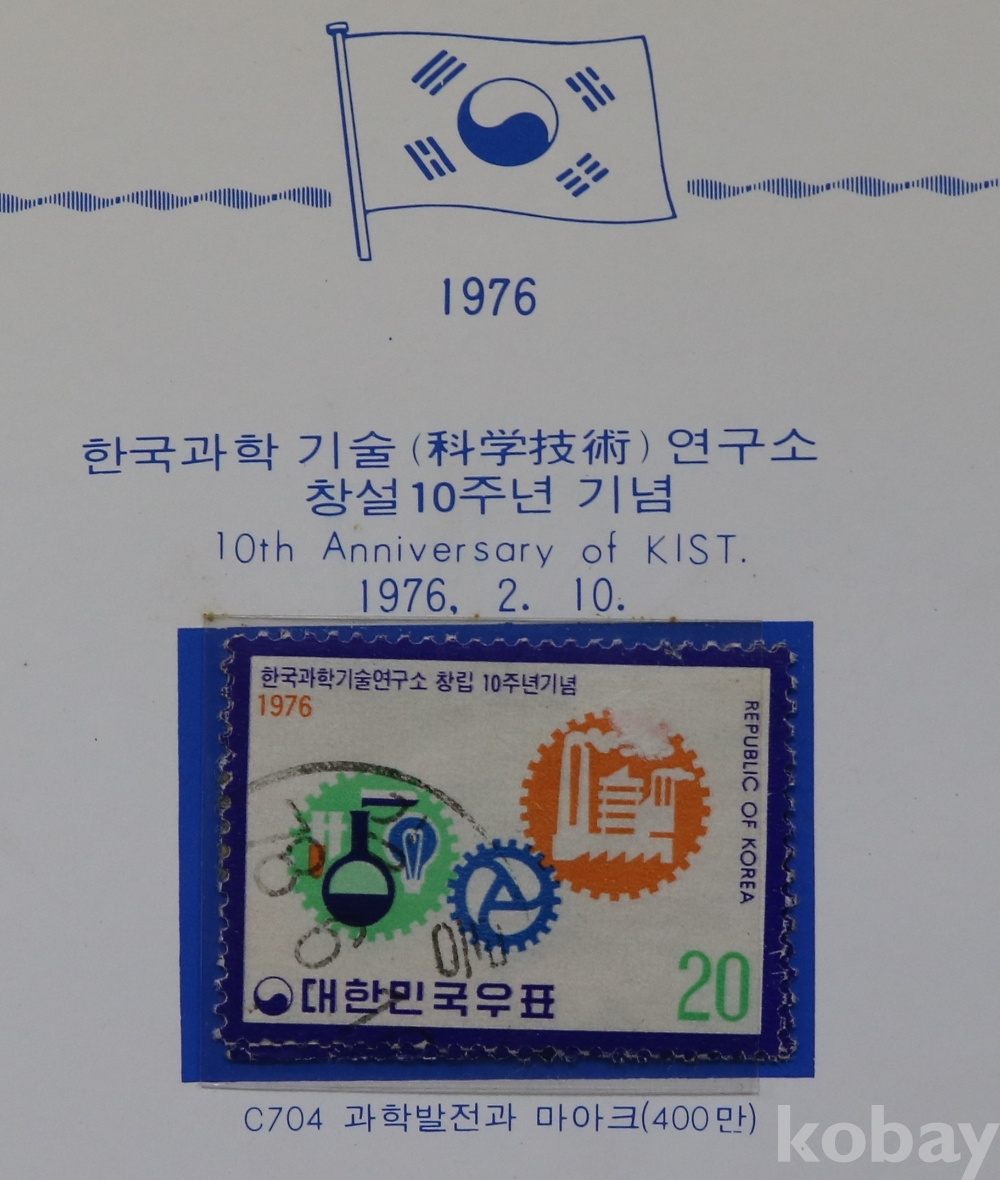 1976
한국과학 기술 (科学技術) 연구소
창설10주년 기념
10th Anniversary of KIST.
1976. 2. 10.
한국과학기술연구소 창립 10주년기념
1976
REPUBLIC OF KOREA
대한민국우표
20
C704 과학발전과 마아크(400만)
kobay